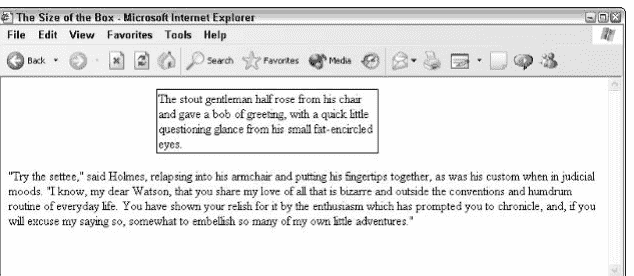 The Size of the Box - Microsoft Internet Explorer
File Edit View Favorites Tools Help
Back Search Favorites Media
The stout gentleman half rose from his chair
and gave a bob of greeting, with a quick little
questioning glance from his small fat-encircled
eyes.
"Try the settee," said Holmes, relapsing into his armchair and putting his fingertips together, as was his custom when in judicial
moods. "I know, my dear Watson, that you share my love of all that is bizarre and outside the conventions and humdrum
routine of everyday life. You have shown your relish for it by the enthusiasm which has prompted you to chronicle, and, if you
will excuse my saying so, somewhat to embellish so many of my own little adventures."